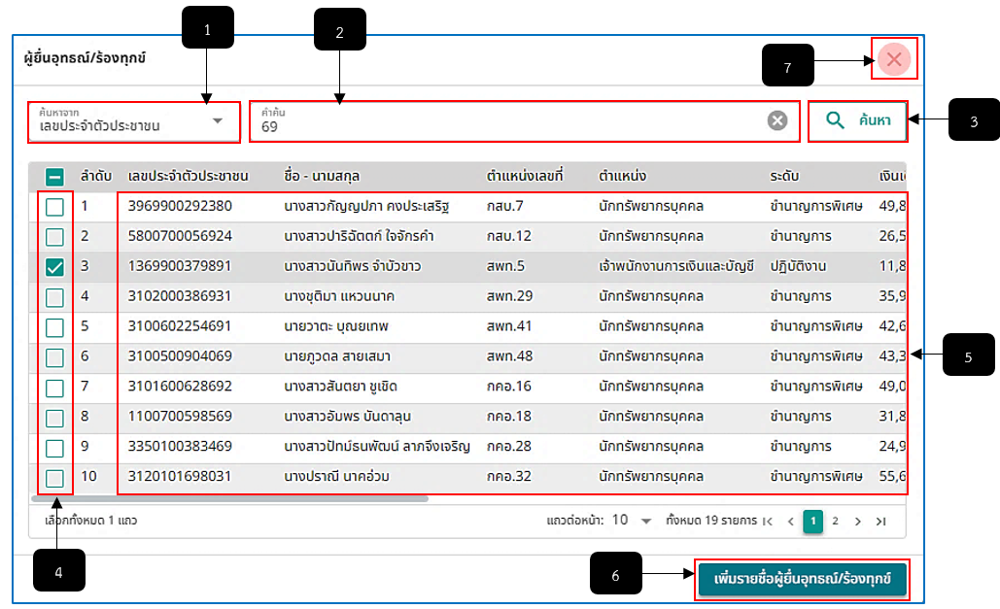 1
2
ผู้ยื่นอุทธรณ์/ร้องทุกข์
7
ค้นหาจาก
เลขประจำตัวประชาชน
คำค้น
69
ค้นหา
3
ลำดับ เลขประจำตัวประชาชน ชื่อ - นามสกุล ตำแหน่งเลขที่ ตำแหน่ง ระดับ
1 3969900292380 นางสาวกัญญปภา คงประเสริฐ กสบ.7 นักทรัพยากรบุคคล ชำนาญการพิเศษ 49,8
2 5800700056924 นางสาวปาริฉัตตก์ ใจจักรคำ กสบ.12 นักทรัพยากรบุคคล ชำนาญการ 26,5
3 1369900379891 นางสาวนันทิพร จำบัวขาว สพท.5 เจ้าพนักงานการเงินและบัญชี ปฏิบัติงาน 11,8
4 3102000386931 นางชุติมา แหวนนาค สพท.29 นักทรัพยากรบุคคล ชำนาญการ 35,9
5 3100602254691 นายวาตะ บุณยเทพ สพท.41 นักทรัพยากรบุคคล ชำนาญการพิเศษ 42,6
6 3100500904069 นายภูวดล สายเสมา สพท.48 นักทรัพยากรบุคคล ชำนาญการพิเศษ 43,3
5
7 3101600628692 นางสาวสันตยา ชูเชิด กคอ.16 นักทรัพยากรบุคคล ชำนาญการพิเศษ 49,0
8 1100700598569 นางสาวอัมพร บันดาลุน กคอ.18 นักทรัพยากรบุคคล ชำนาญการ 31,8
9 3350100383469 นางสาวปัทม์ธนพัฒน์ ลาภจึงเจริญ กคอ.28 นักทรัพยากรบุคคล ชำนาญการ 24,9
10 3120101698031 นางปราณี นาคอ่วม กคอ.32 นักทรัพยากรบุคคล ชำนาญการพิเศษ 55,6
เลือกทั้งหมด 1 แถว แถวต่อหน้า: 10 ทั้งหมด 19 รายการ 1 2
4
6
เพิ่มรายชื่อผู้ยื่นอุทธรณ์/ร้องทุกข์